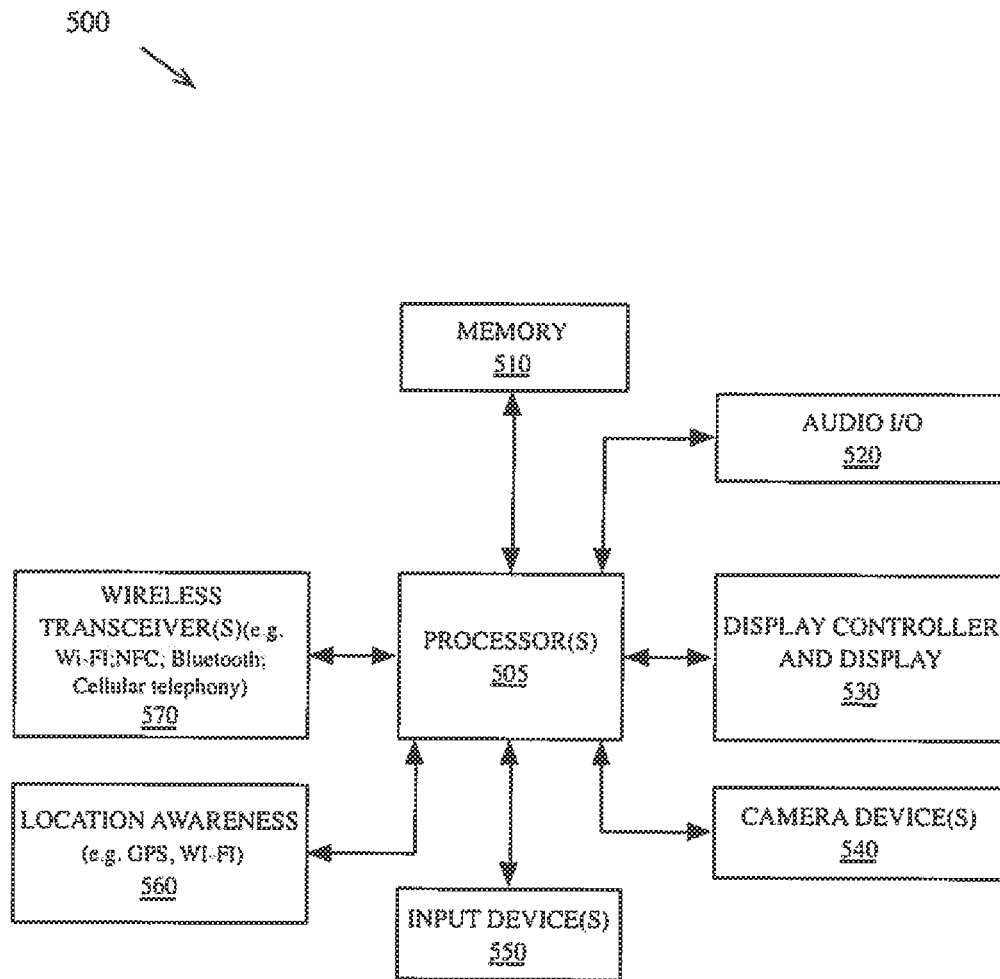 500
MEMORY
510
AUDIO I/O
520
WIRELESS
TRANSCEIVER(S)(e.g.
Wi-FI;NFC; Bluetooth;
Cellular telephony)
570
PROCESSOR(S)
505
DISPLAY CONTROLLER
AND DISPLAY
530
LOCATION AWARENESS
(e.g. GPS, WI-FI)
560
CAMERA DEVICE(S)
540
INPUT DEVICE(S)
550